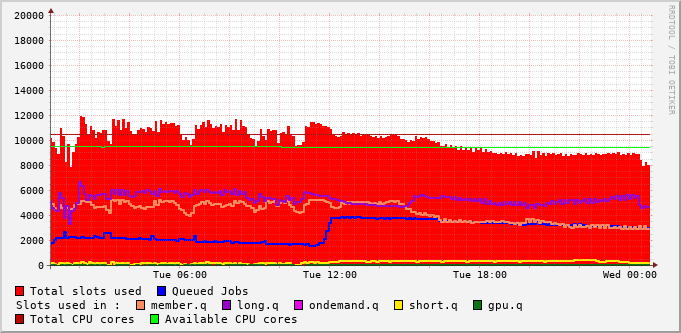 20000
18000
16000
14000
12000
10000
8000
6000
4000
2000
0
Tue 06:00 Tue 12:00 Tue 18:00 Wed 00:00
RRDTOOL / TOBI OETIKER
Total slots used Queued Jobs
Slots used in : member.q long.q ondemand.q short.q gpu.q
Total CPU cores Available CPU cores